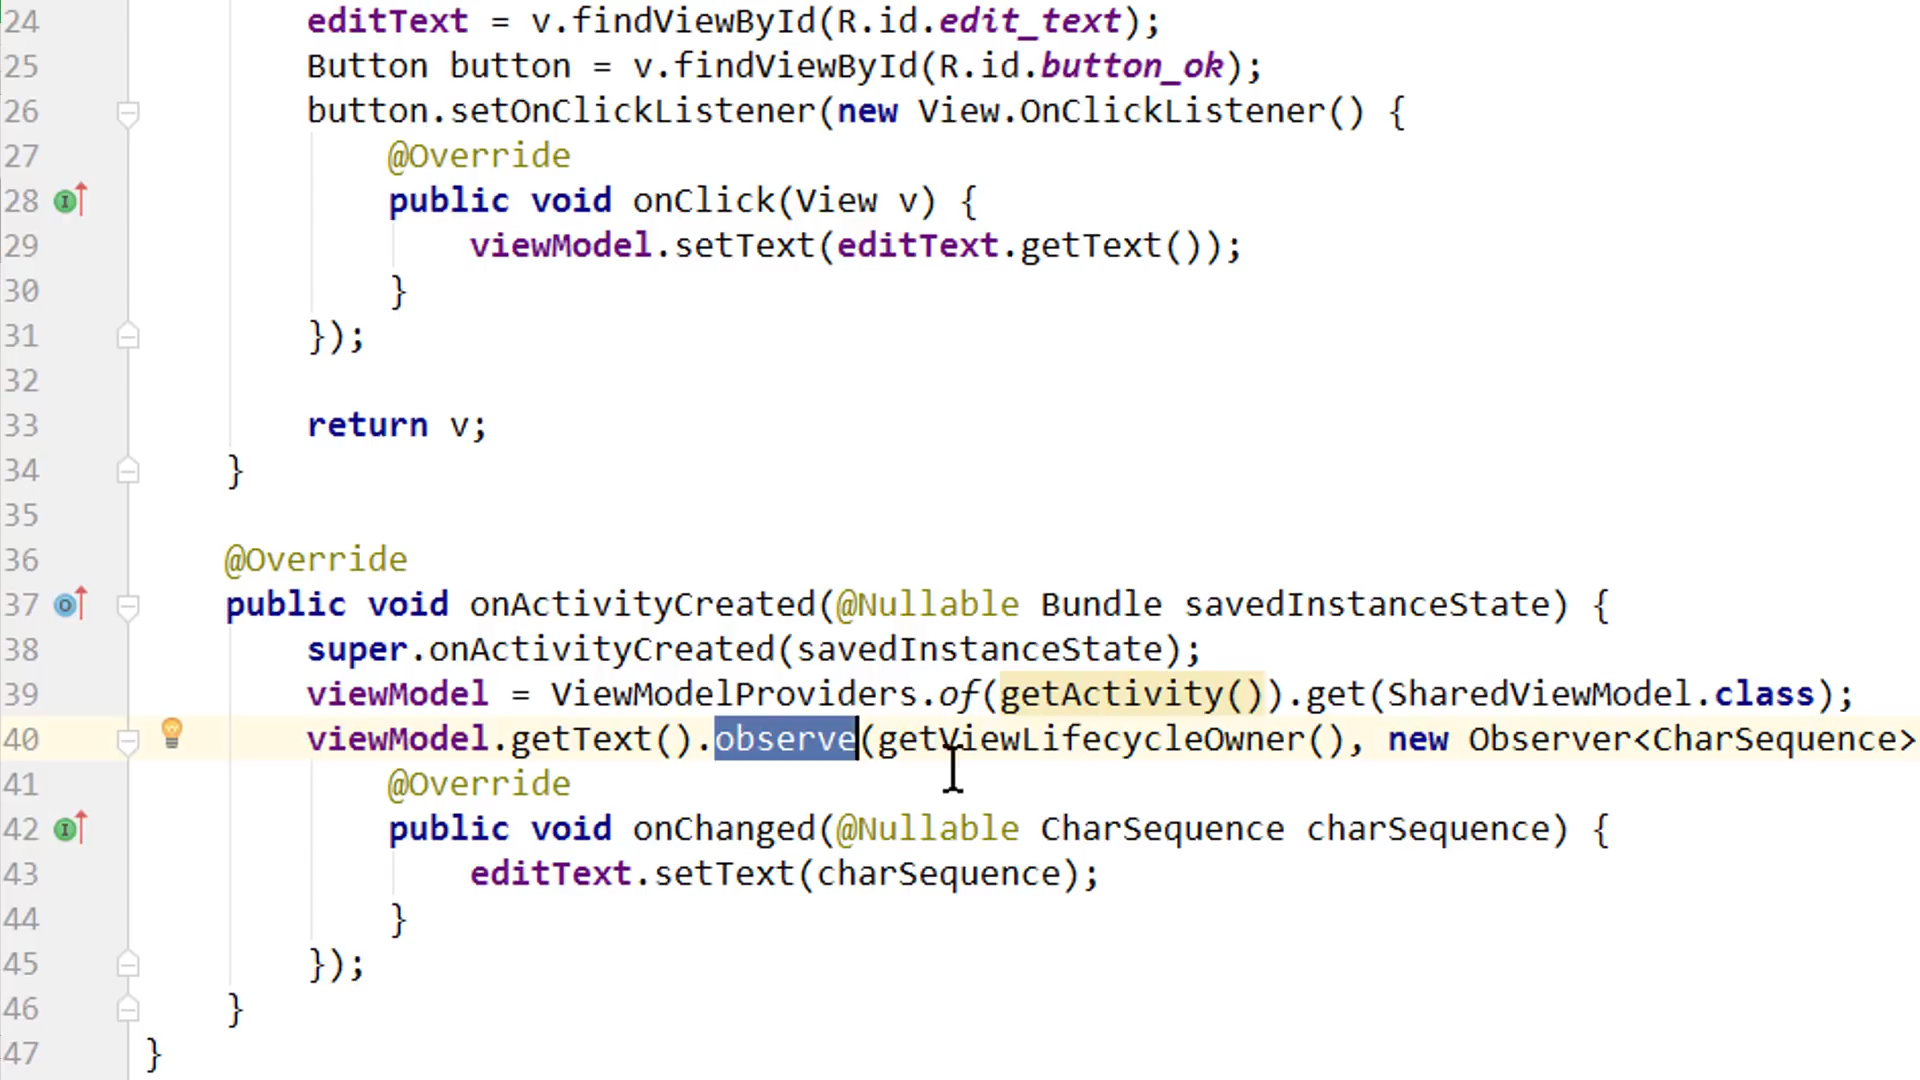 24 editText = v.findViewById(R.id.edit_text);
25 Button button = v.findViewById(R.id.button_ok);
26 button.setOnClickListener(new View.OnClickListener() {
27 @Override
28 public void onClick(View v) {
29 viewModel.setText(editText.getText());
30 }
31 });
32
33 return v;
34 }
35
36 @Override
37 public void onActivityCreated(@Nullable Bundle savedInstanceState) {
38 super.onActivityCreated(savedInstanceState);
39 viewModel = ViewModelProviders.of(getActivity()).get(SharedViewModel.class);
40 viewModel.getText().observe(getViewLifecycleOwner(), new Observer<CharSequence>
41 @Override
42 public void onChanged(@Nullable CharSequence charSequence) {
43 editText.setText(charSequence);
44 }
45 });
46 }
47 }